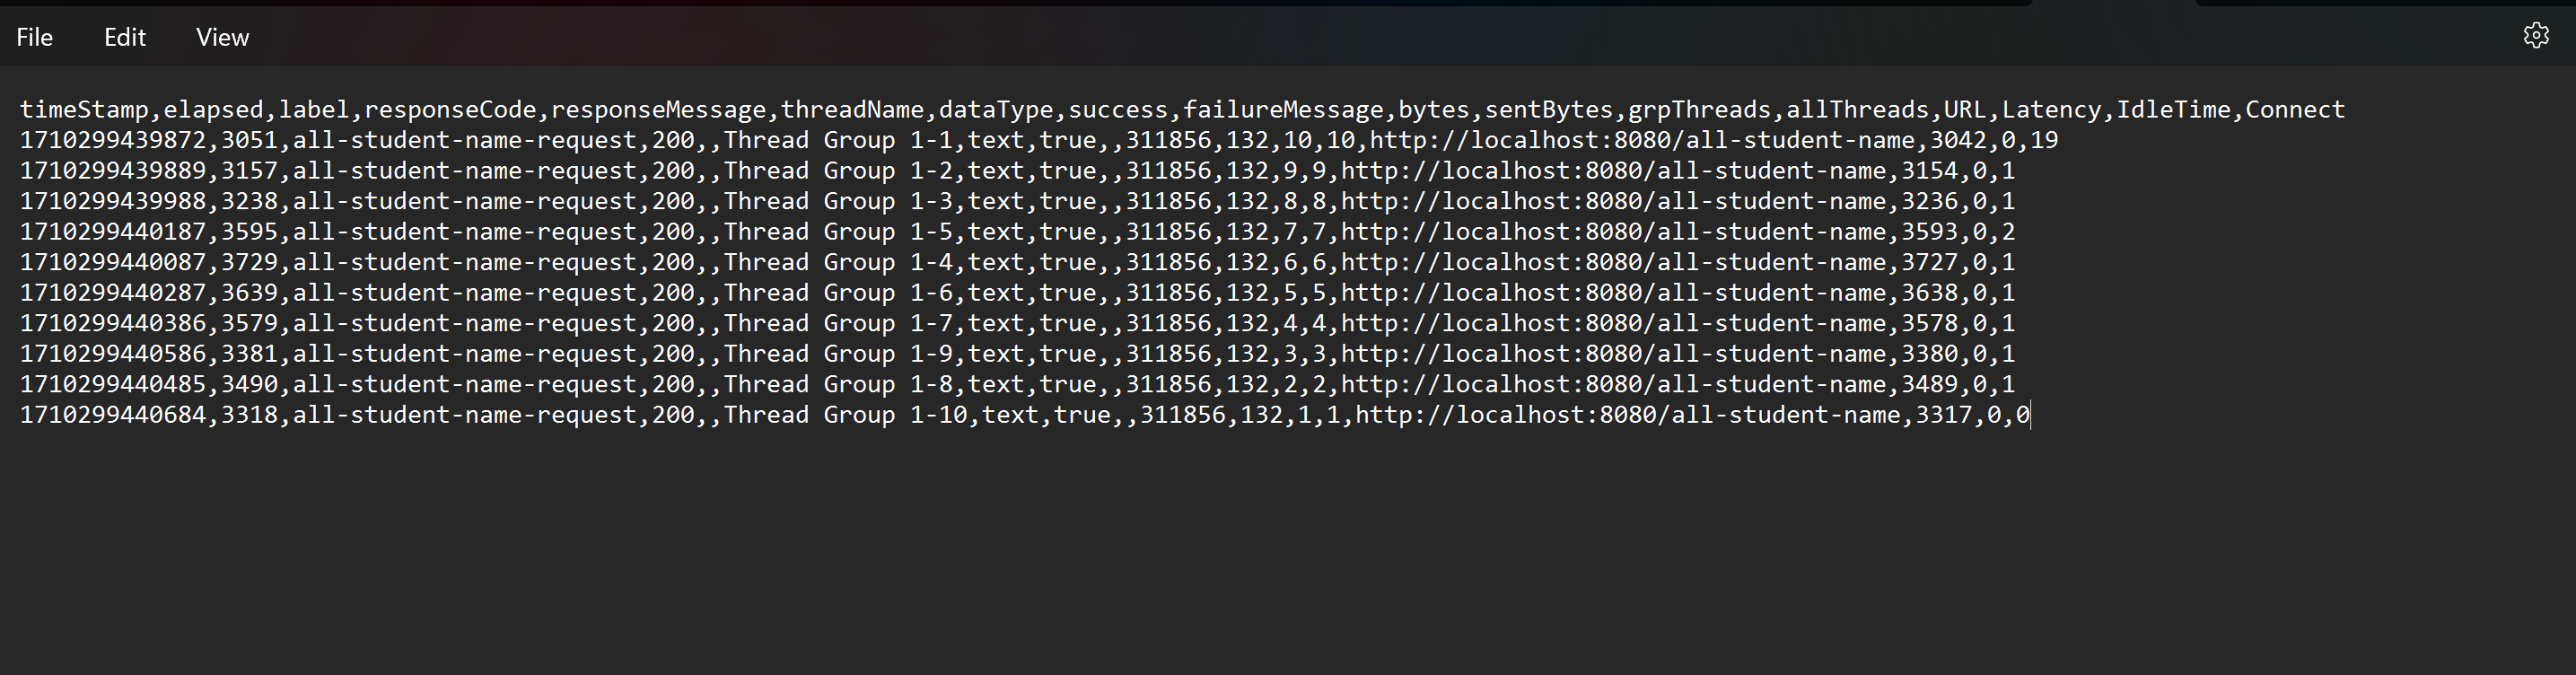 File Edit View
timeStamp,elapsed,label,responseCode,responseMessage,threadName,dataType,success,failureMessage,bytes,sentBytes,grpThreads,allThreads,URL,Latency,IdleTime,Connect
1710299439872,3051,all-student-name-request,200,,Thread Group 1-1,text,true,,311856,132,10,10,http://localhost:8080/all-student-name,3042,0,19
1710299439889,3157,all-student-name-request,200,,Thread Group 1-2,text,true,,311856,132,9,9,http://localhost:8080/all-student-name,3154,0,1
1710299439988,3238,all-student-name-request,200,,Thread Group 1-3,text,true,,311856,132,8,8,http://localhost:8080/all-student-name,3236,0,1
1710299440187,3595,all-student-name-request,200,,Thread Group 1-5,text,true,,311856,132,7,7,http://localhost:8080/all-student-name,3593,0,2
1710299440087,3729,all-student-name-request,200,,Thread Group 1-4,text,true,,311856,132,6,6,http://localhost:8080/all-student-name,3727,0,1
1710299440287,3639,all-student-name-request,200,,Thread Group 1-6,text,true,,311856,132,5,5,http://localhost:8080/all-student-name,3638,0,1
1710299440386,3579,all-student-name-request,200,,Thread Group 1-7,text,true,,311856,132,4,4,http://localhost:8080/all-student-name,3578,0,1
1710299440586,3381,all-student-name-request,200,,Thread Group 1-9,text,true,,311856,132,3,3,http://localhost:8080/all-student-name,3380,0,1
1710299440485,3490,all-student-name-request,200,,Thread Group 1-8,text,true,,311856,132,2,2,http://localhost:8080/all-student-name,3489,0,1
1710299440684,3318,all-student-name-request,200,,Thread Group 1-10,text,true,,311856,132,1,1,http://localhost:8080/all-student-name,3317,0,0